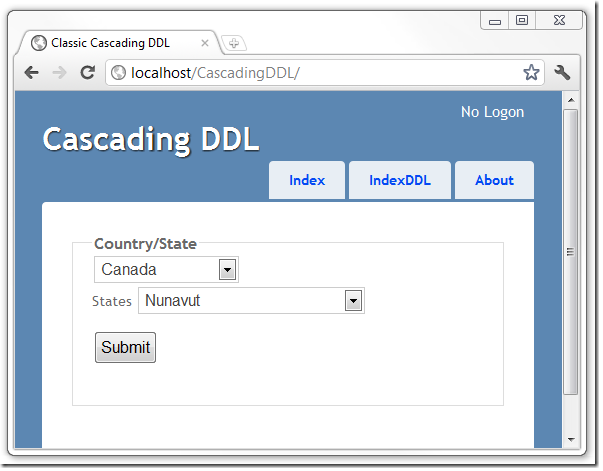 Classic Cascading DDL
localhost/CascadingDDL/
No Logon
Cascading DDL
Index IndexDDL About
Country/State
Canada
States Nunavut
Submit